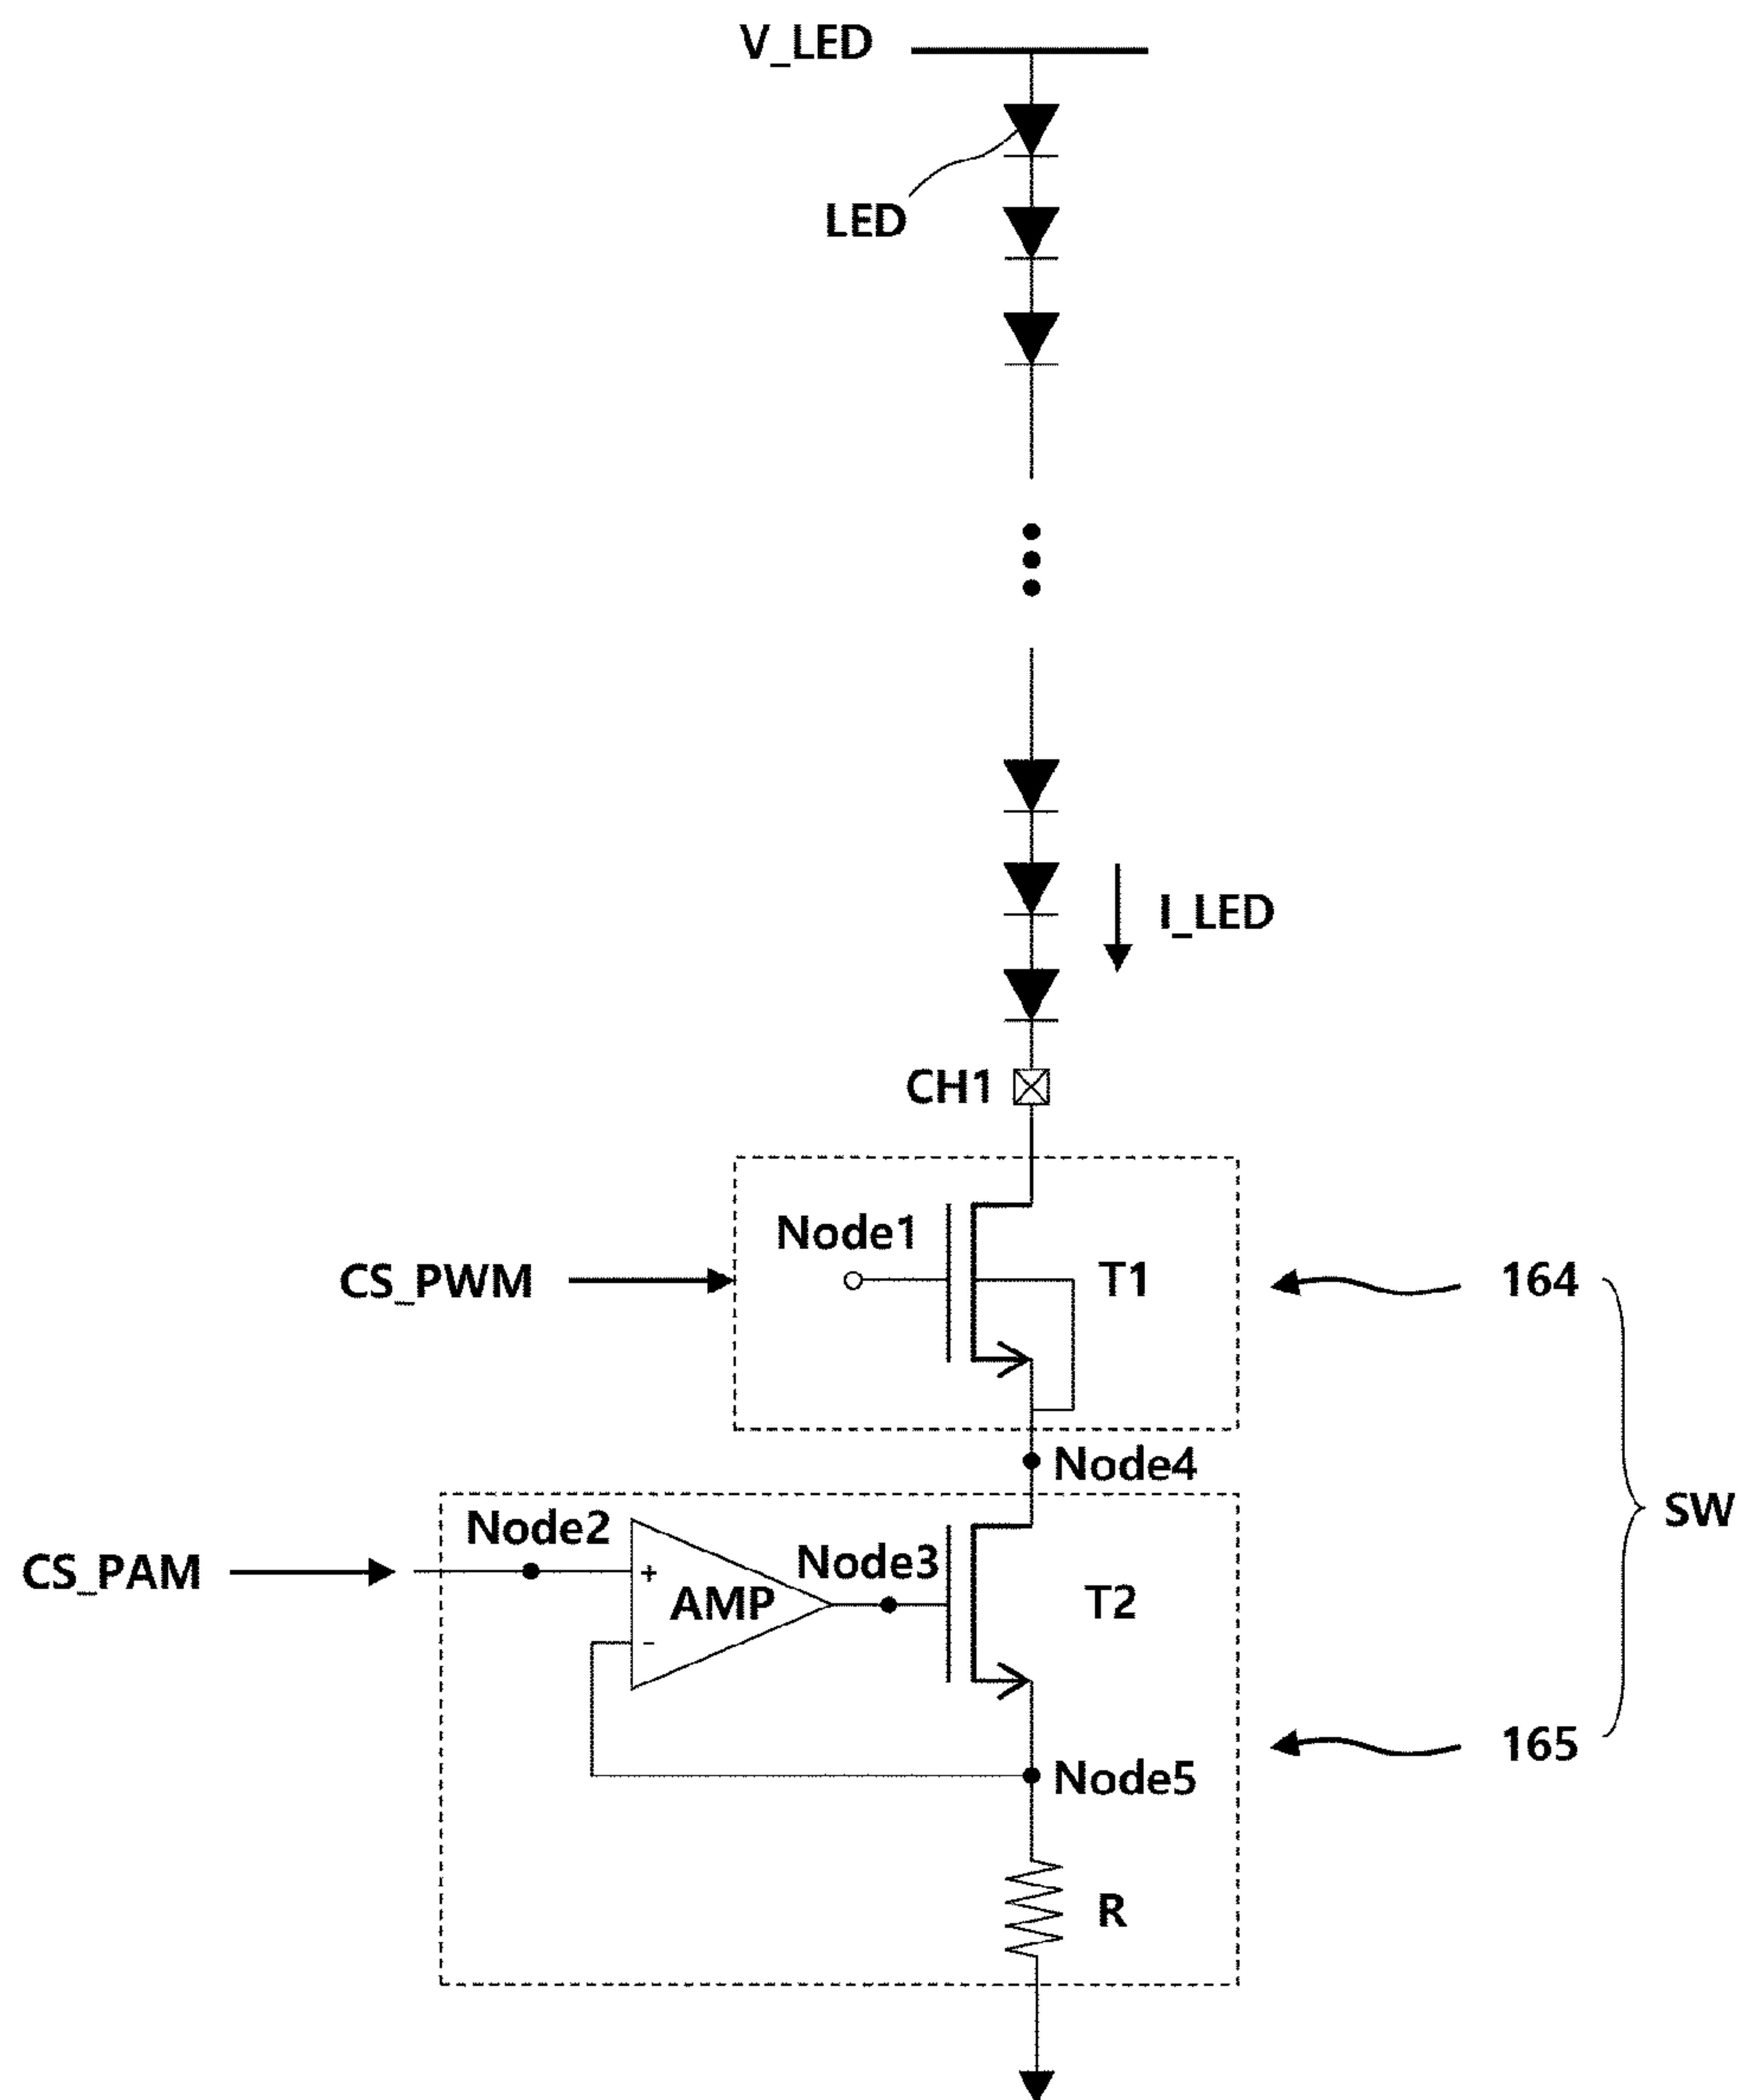 V_LED
LED
I_LED
CH1
Node1
T1
CS_PWM
164
Node4
SW
Node2
+
Node3
CS_PAM
AMP
T2
-
165
Node5
R